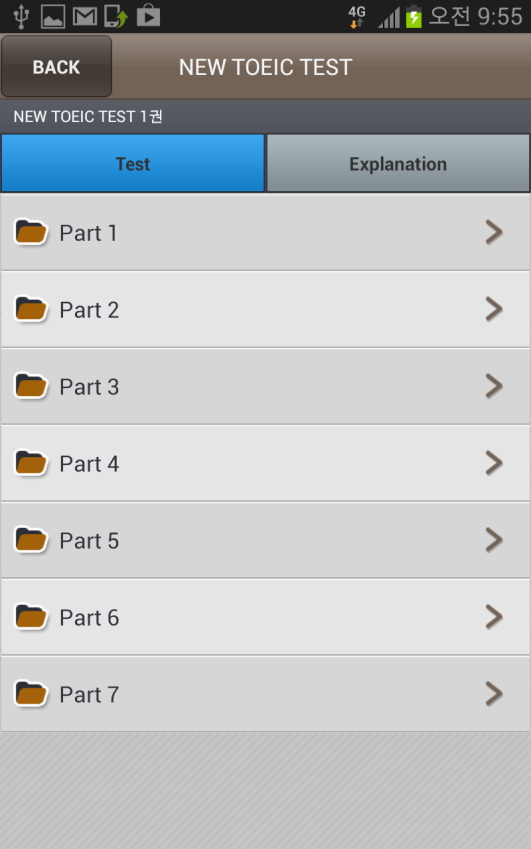 4G 오전 9:55
BACK NEW TOEIC TEST
NEW TOEIC TEST 1권
Test Explanation
Part 1
Part 2
Part 3
Part 4
Part 5
Part 6
Part 7